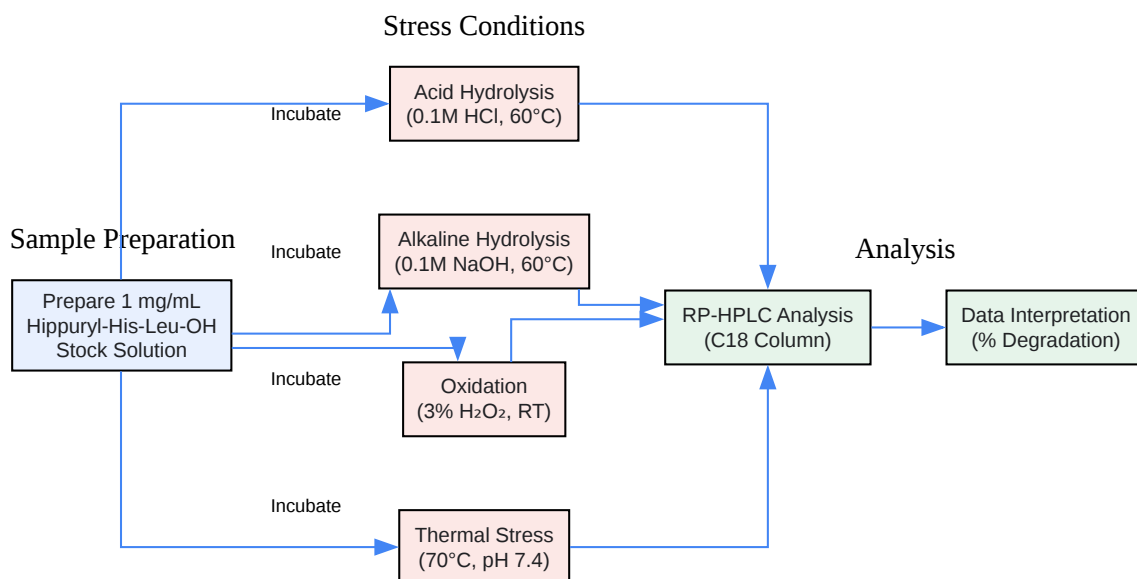 Stress Conditions
Incubate
Acid Hydrolysis
(0.1M HCl, 60°C)
Sample Preparation
Incubate
Alkaline Hydrolysis
(0.1M NaOH, 60°C)
Analysis
Prepare 1 mg/mL
Hippuryl-His-Leu-OH
Stock Solution
RP-HPLC Analysis
(C18 Column)
Data Interpretation
(% Degradation)
Incubate
Oxidation
(3% H₂O₂, RT)
Incubate
Thermal Stress
(70°C, pH 7.4)